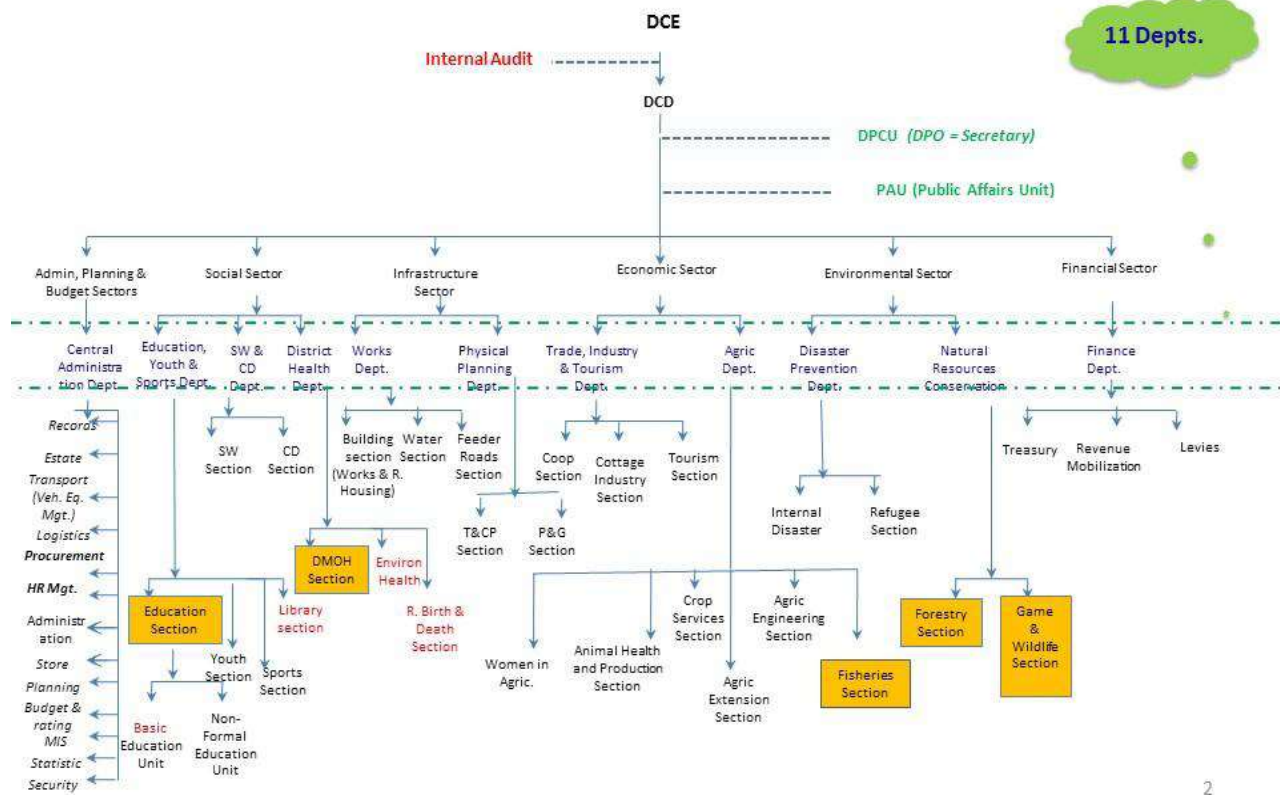 DCE
11 Depts.
Internal Audit
DCD
DPCU (DPO = Secretary)
PAU (Public Affairs Unit)
Admin, Planning &
Budget Sectors
Social Sector
Infrastructure
Sector
Economic Sector
Environmental Sector
Financial Sector
Central
Administra
tion Dept.
Education,
Youth &
Sports Dept.
SW &
CD
Dept.
District
Health
Dept.
Works
Dept.
Physical
Planning
Dept.
Trade, Industry
& Tourism
Dept.
Agric
Dept.
Disaster
Prevention
Dept.
Natural
Resources
Conservation
Finance
Dept.
Records
Estate
Transport
(Veh. Eq.
Mgt.)
Logistics
Procurement
HR Mgt.
Administr
ation
Store
Planning
Budget &
rating
MIS
Statistic
Security
SW
Section
CD
Section
Building
section
(Works & R.
Housing)
Water
Section
Feeder
Roads
Section
Coop
Section
Cottage
Industry
Section
Tourism
Section
Treasury
Revenue
Mobilization
Levies
T&CP
Section
P&G
Section
Internal
Disaster
Refugee
Section
DMOH
Section
Environ
Health
R. Birth &
Death
Section
Education
Section
Library
section
Youth
Section
Sports
Section
Basic
Education
Unit
Non-
Formal
Education
Unit
Women in
Agric.
Animal Health
and Production
Section
Crop
Services
Section
Agric
Extension
Section
Agric
Engineering
Section
Fisheries
Section
Forestry
Section
Game
&
Wildlife
Section
2